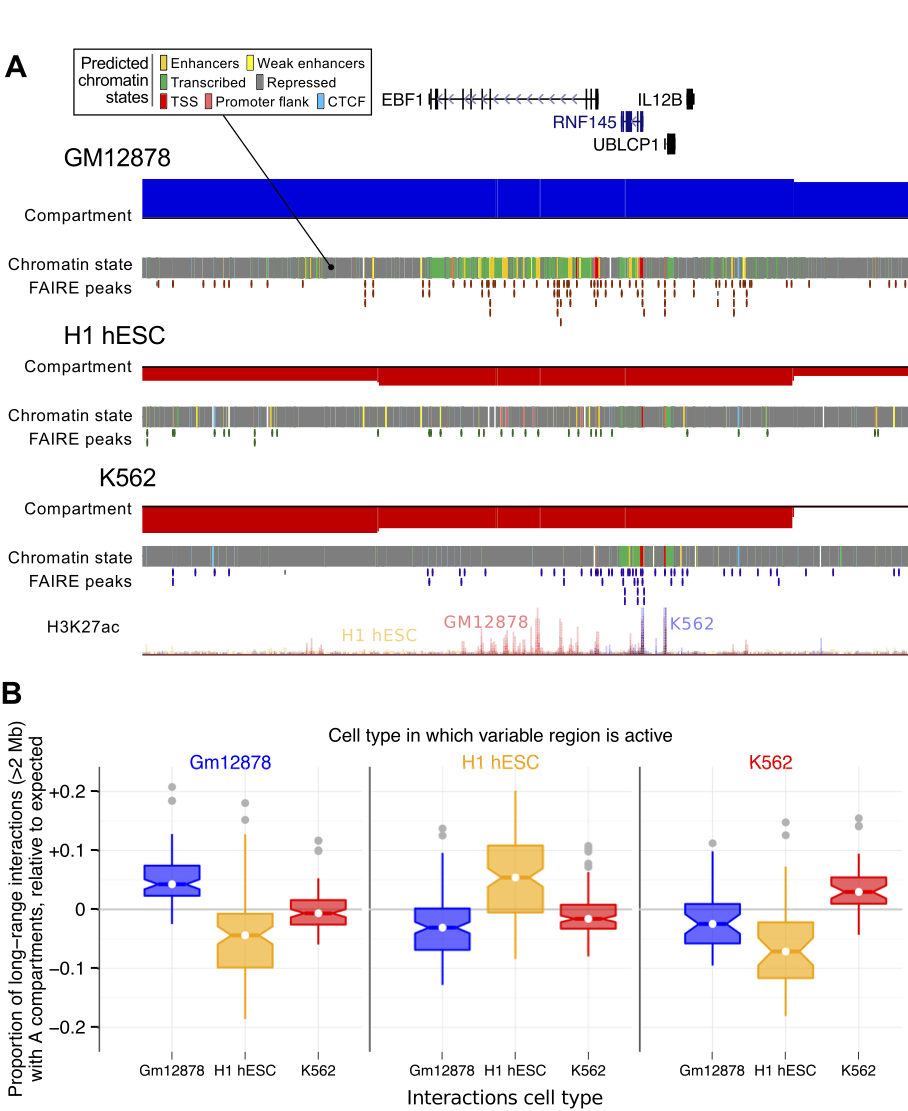 A
Predicted chromatin states
Enhancers Weak enhancers
Transcribed Repressed
TSS Promoter flank CTCF
EBF1 IL12B
RNF145
UBLCP1
GM12878
Compartment
Chromatin state
FAIRE peaks
H1 hESC
Compartment
Chromatin state
FAIRE peaks
K562
Compartment
Chromatin state
FAIRE peaks
H3K27ac
H1 hESC GM12878 K562
B
Cell type in which variable region is active
Gm12878 H1 hESC K562
Proportion of long-range interactions (>2 Mb)
with A compartments, relative to expected
+0.2
+0.1
0
−0.1
−0.2
Gm12878 H1 hESC K562 Gm12878 H1 hESC K562 Gm12878 H1 hESC K562
Interactions cell type